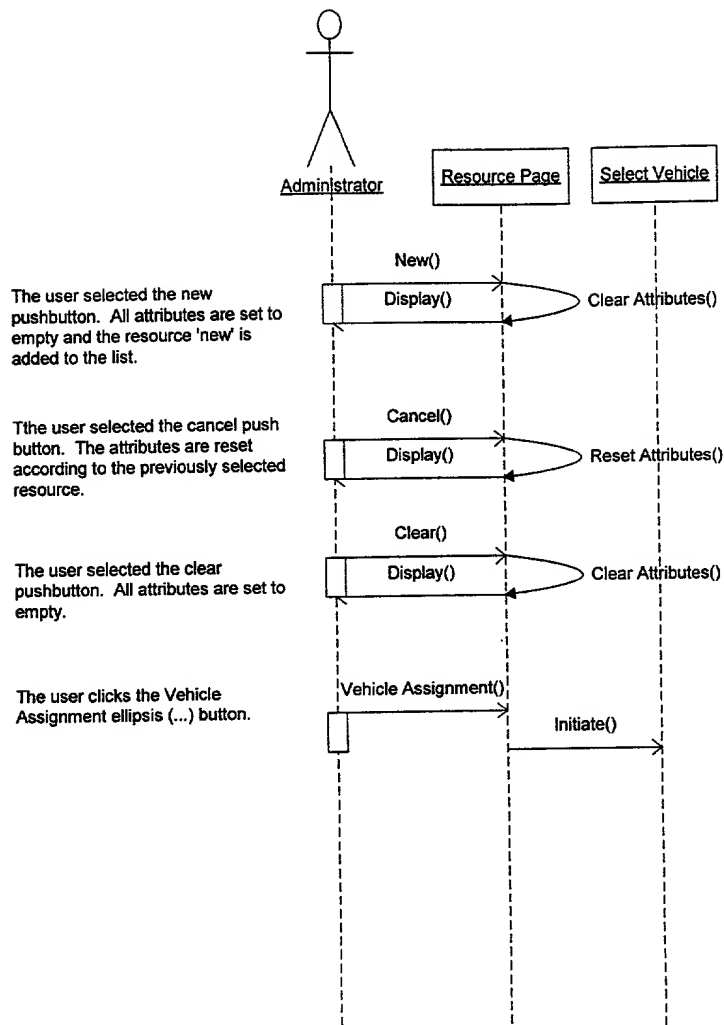 Administrator
Resource Page
Select Vehicle
New()
The user selected the new
pushbutton. All attributes are set to
empty and the resource 'new' is
added to the list.
Display()
Clear Attributes()
Cancel()
Tthe user selected the cancel push
button. The attributes are reset
according to the previously selected
resource.
Display()
Reset Attributes()
Clear()
The user selected the clear
pushbutton. All attributes are set to
empty.
Display()
Clear Attributes()
The user clicks the Vehicle
Assignment ellipsis (...) button.
Vehicle Assignment()
Initiate()